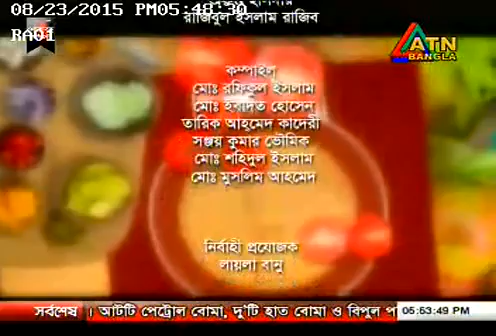 08/23/2015 PM05:48:30
রাজিবুল ইসলাম রাজিব
RA01
ATN
BANGLA
কম্পাইল
মোঃ রফিকুল ইসলাম
মোঃ ইবাদত হোসেন
তারিক আহমেদ কাদেরী
সঞ্জয় কুমার ভৌমিক
মোঃ শহিদুল ইসলাম
মোঃ মুসলিম আহমেদ
নির্বাহী প্রযোজক
লায়লা বানু
সর্বশেষ । আটটি পেট্রোল বোমা, দু'টি হাত বোমা ও বিপুল 05:53:49 PM